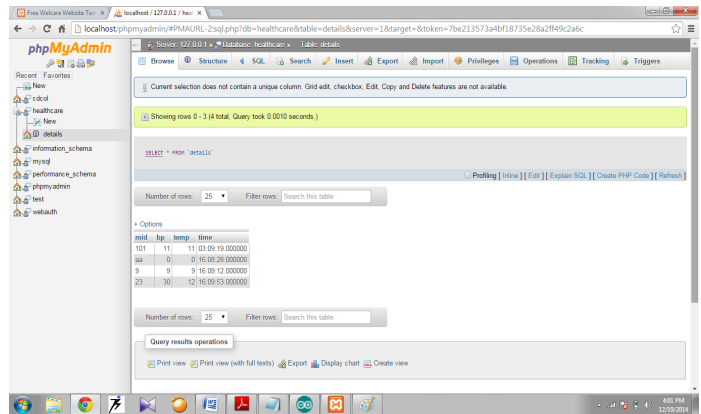 Free Welcare Website Tem
localhost / 127.0.0.1 / heal
localhost/phpmyadmin/#PMAURL-2:sql.php?db=healthcare&table=details&server=1&target=&token=7be213573a4bf18735e28a2ff49c2a6c
phpMyAdmin
Recent Favorites
New
cdcol
healthcare
New
details
information_schema
mysql
performance_schema
phpmyadmin
test
webauth
Server: 127.0.0.1 » Database: healthcare » Table: details
Browse Structure SQL Search Insert Export Import Privileges Operations Tracking Triggers
Current selection does not contain a unique column. Grid edit, checkbox, Edit, Copy and Delete features are not available.
Showing rows 0 - 3 (4 total, Query took 0.0010 seconds.)
SELECT * FROM `details`
Profiling [ Inline ] [ Edit ] [ Explain SQL ] [ Create PHP Code ] [ Refresh ]
Number of rows: 25 Filter rows: Search this table
+ Options
mid bp temp time
101 11 11 03:09:19.000000
aa 0 0 16:08:28.000000
9 9 9 16:09:12.000000
23 30 12 16:09:53.000000
Number of rows: 25 Filter rows: Search this table
Query results operations
Print view Print view (with full texts) Export Display chart Create view
4:01 PM
12/19/2014